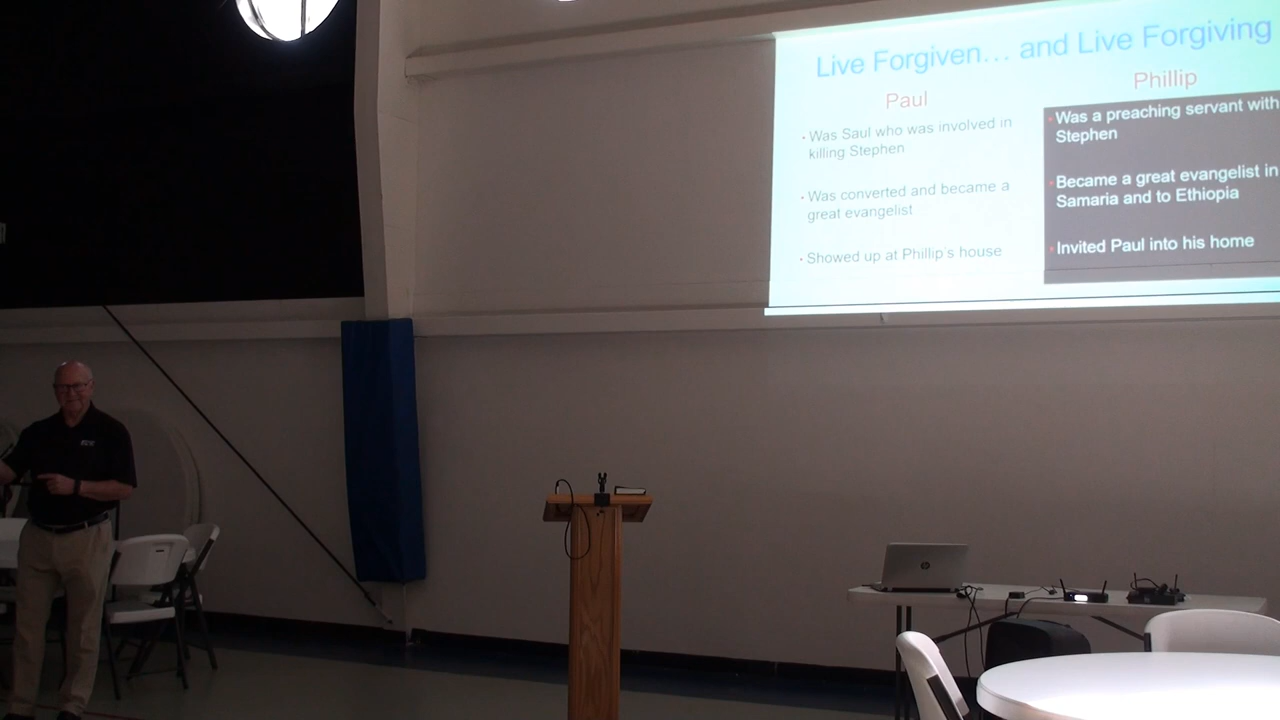 Live Forgiven... and Live Forgiving
Paul
• Was Saul who was involved in
killing Stephen
• Was converted and became a
great evangelist
• Showed up at Phillip's house
Phillip
• Was a preaching servant with
Stephen
• Became a great evangelist in
Samaria and to Ethiopia
• Invited Paul into his home
hp